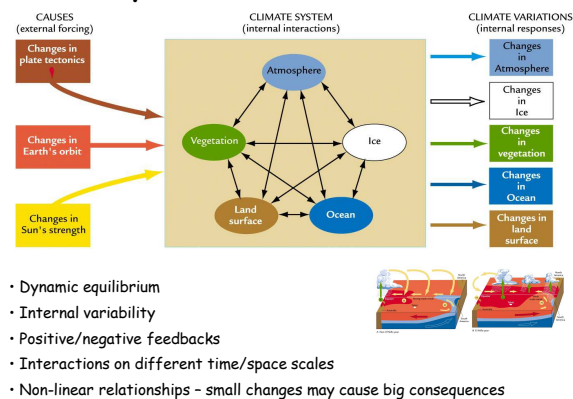 CAUSES
(external forcing)
CLIMATE SYSTEM
(internal interactions)
CLIMATE VARIATIONS
(internal responses)
Changes in
plate tectonics
Changes in
Earth's orbit
Changes in
Sun's strength
Atmosphere
Vegetation
Ice
Land
surface
Ocean
Changes
in
Atmosphere
Changes
in
Ice
Changes
in
vegetation
Changes
in
Ocean
Changes in
land
surface
• Dynamic equilibrium
• Internal variability
• Positive/negative feedbacks
• Interactions on different time/space scales
• Non-linear relationships – small changes may cause big consequences